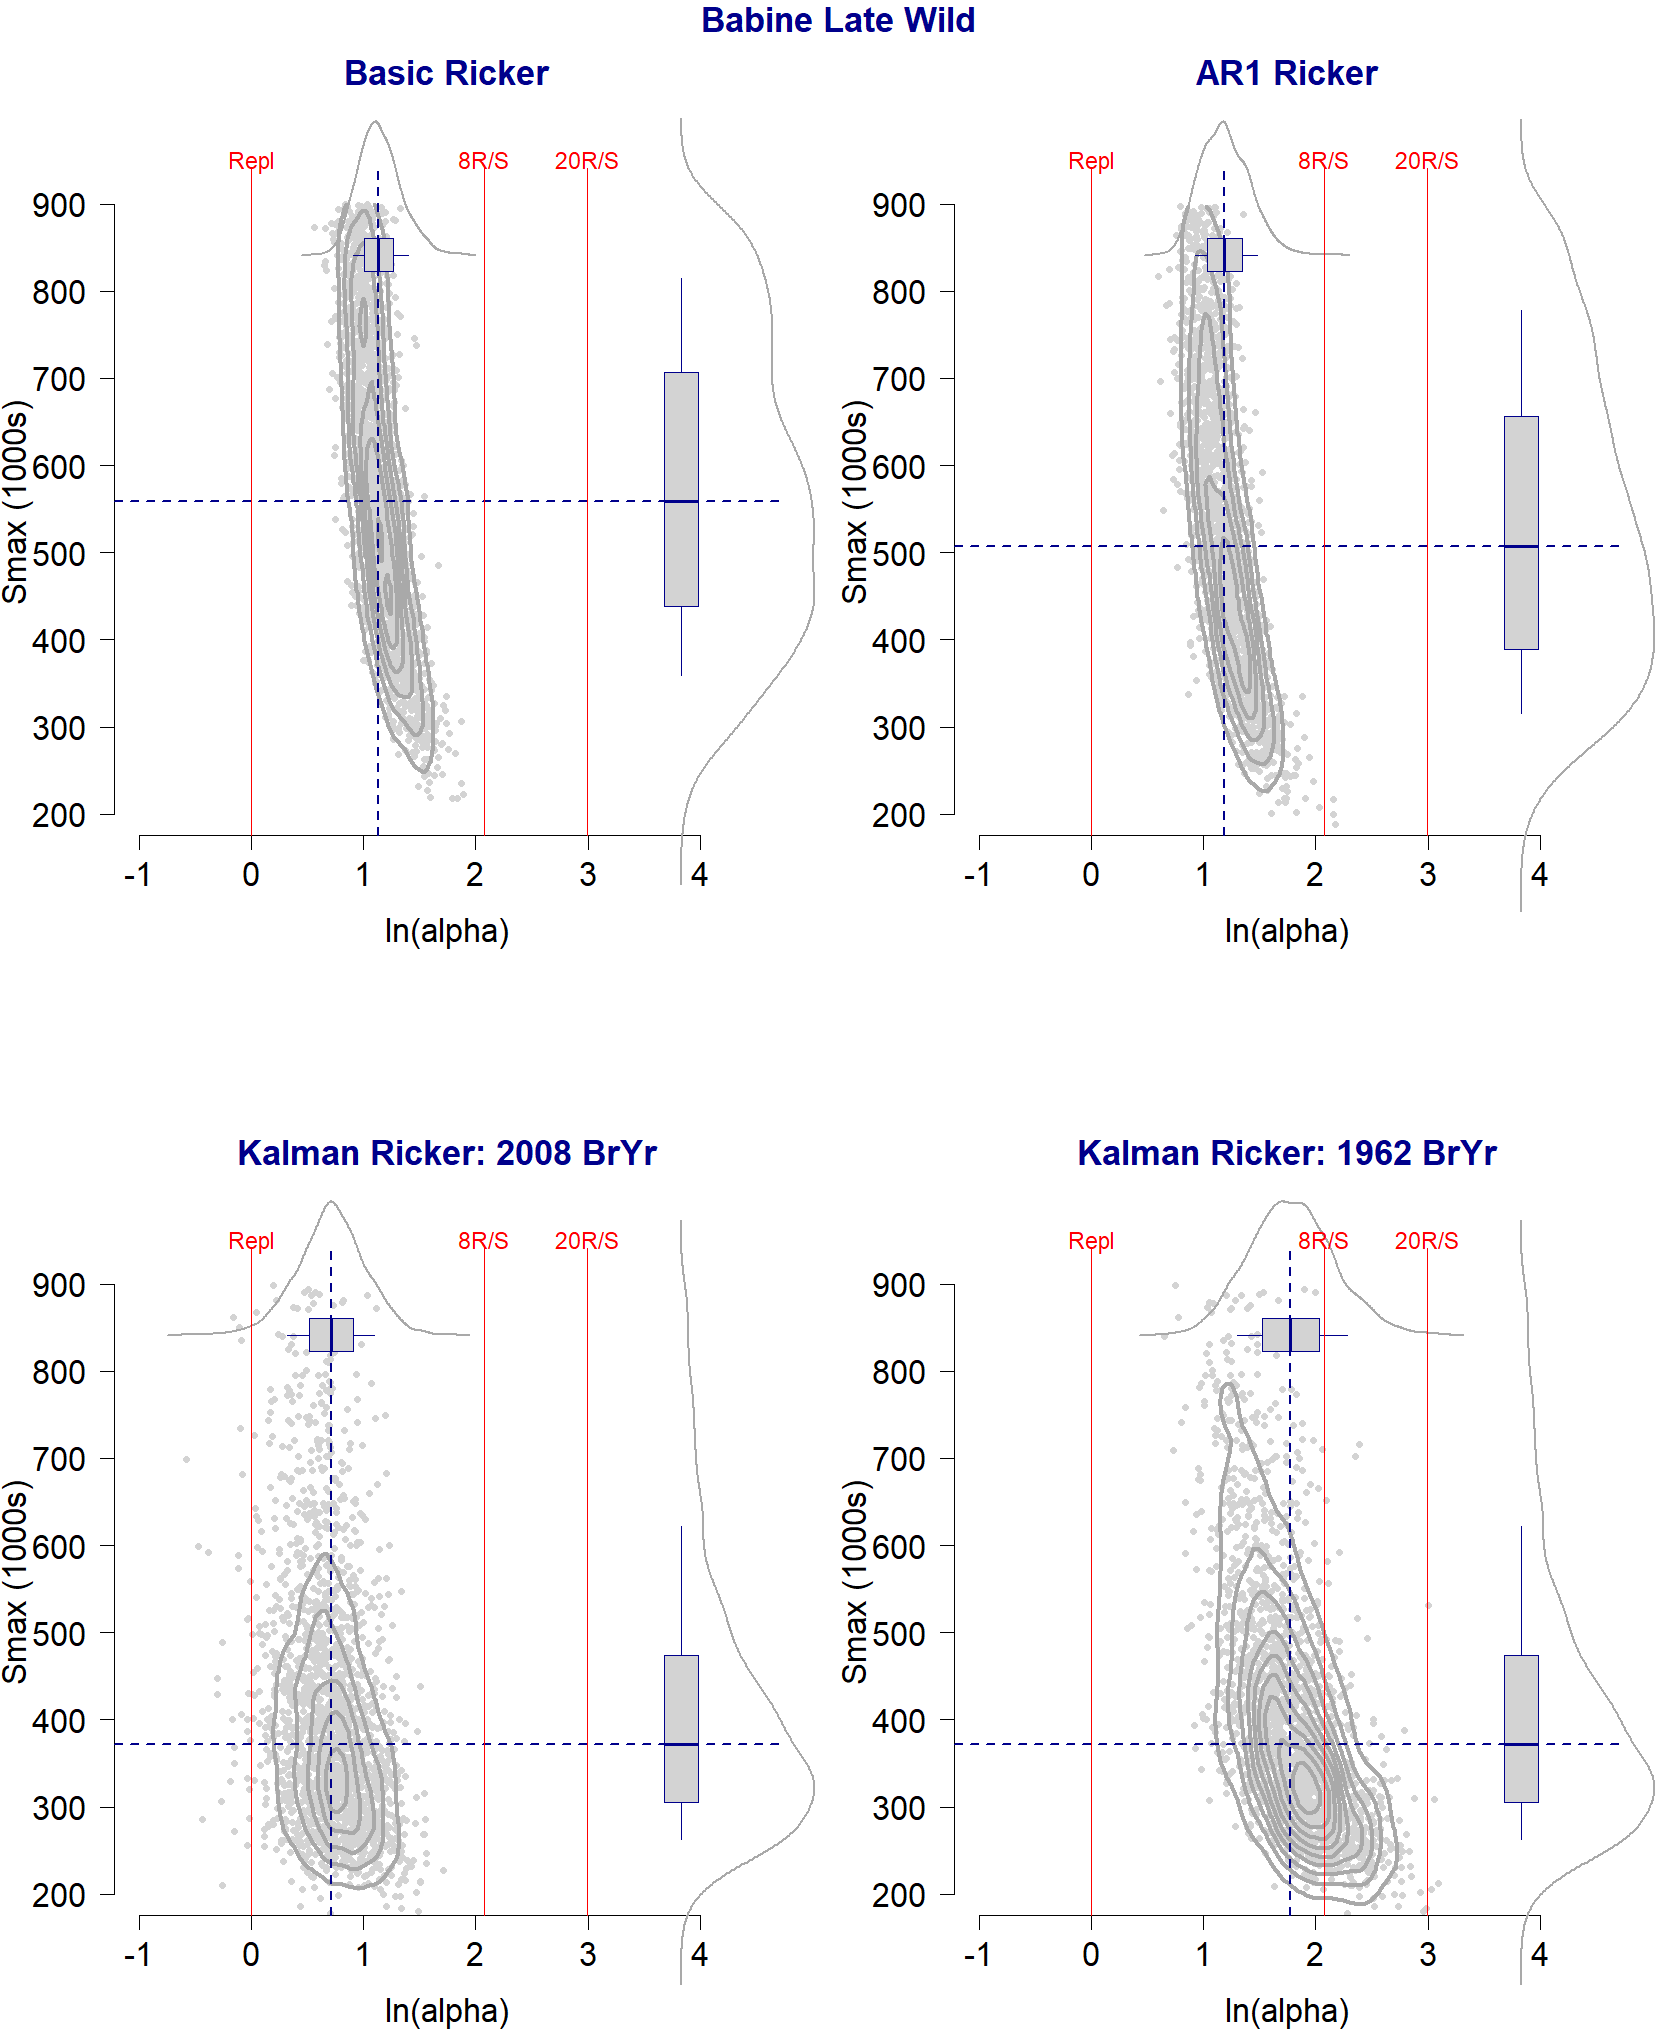 Babine Late Wild
Basic Ricker
Repl 8R/S 20R/S
900
800
700
600
500
400
300
200
Smax (1000s)
-1 0 1 2 3 4
ln(alpha)
AR1 Ricker
Repl 8R/S 20R/S
900
800
700
600
500
400
300
200
Smax (1000s)
-1 0 1 2 3 4
ln(alpha)
Kalman Ricker: 2008 BrYr
Repl 8R/S 20R/S
900
800
700
600
500
400
300
200
Smax (1000s)
-1 0 1 2 3 4
ln(alpha)
Kalman Ricker: 1962 BrYr
Repl 8R/S 20R/S
900
800
700
600
500
400
300
200
Smax (1000s)
-1 0 1 2 3 4
ln(alpha)